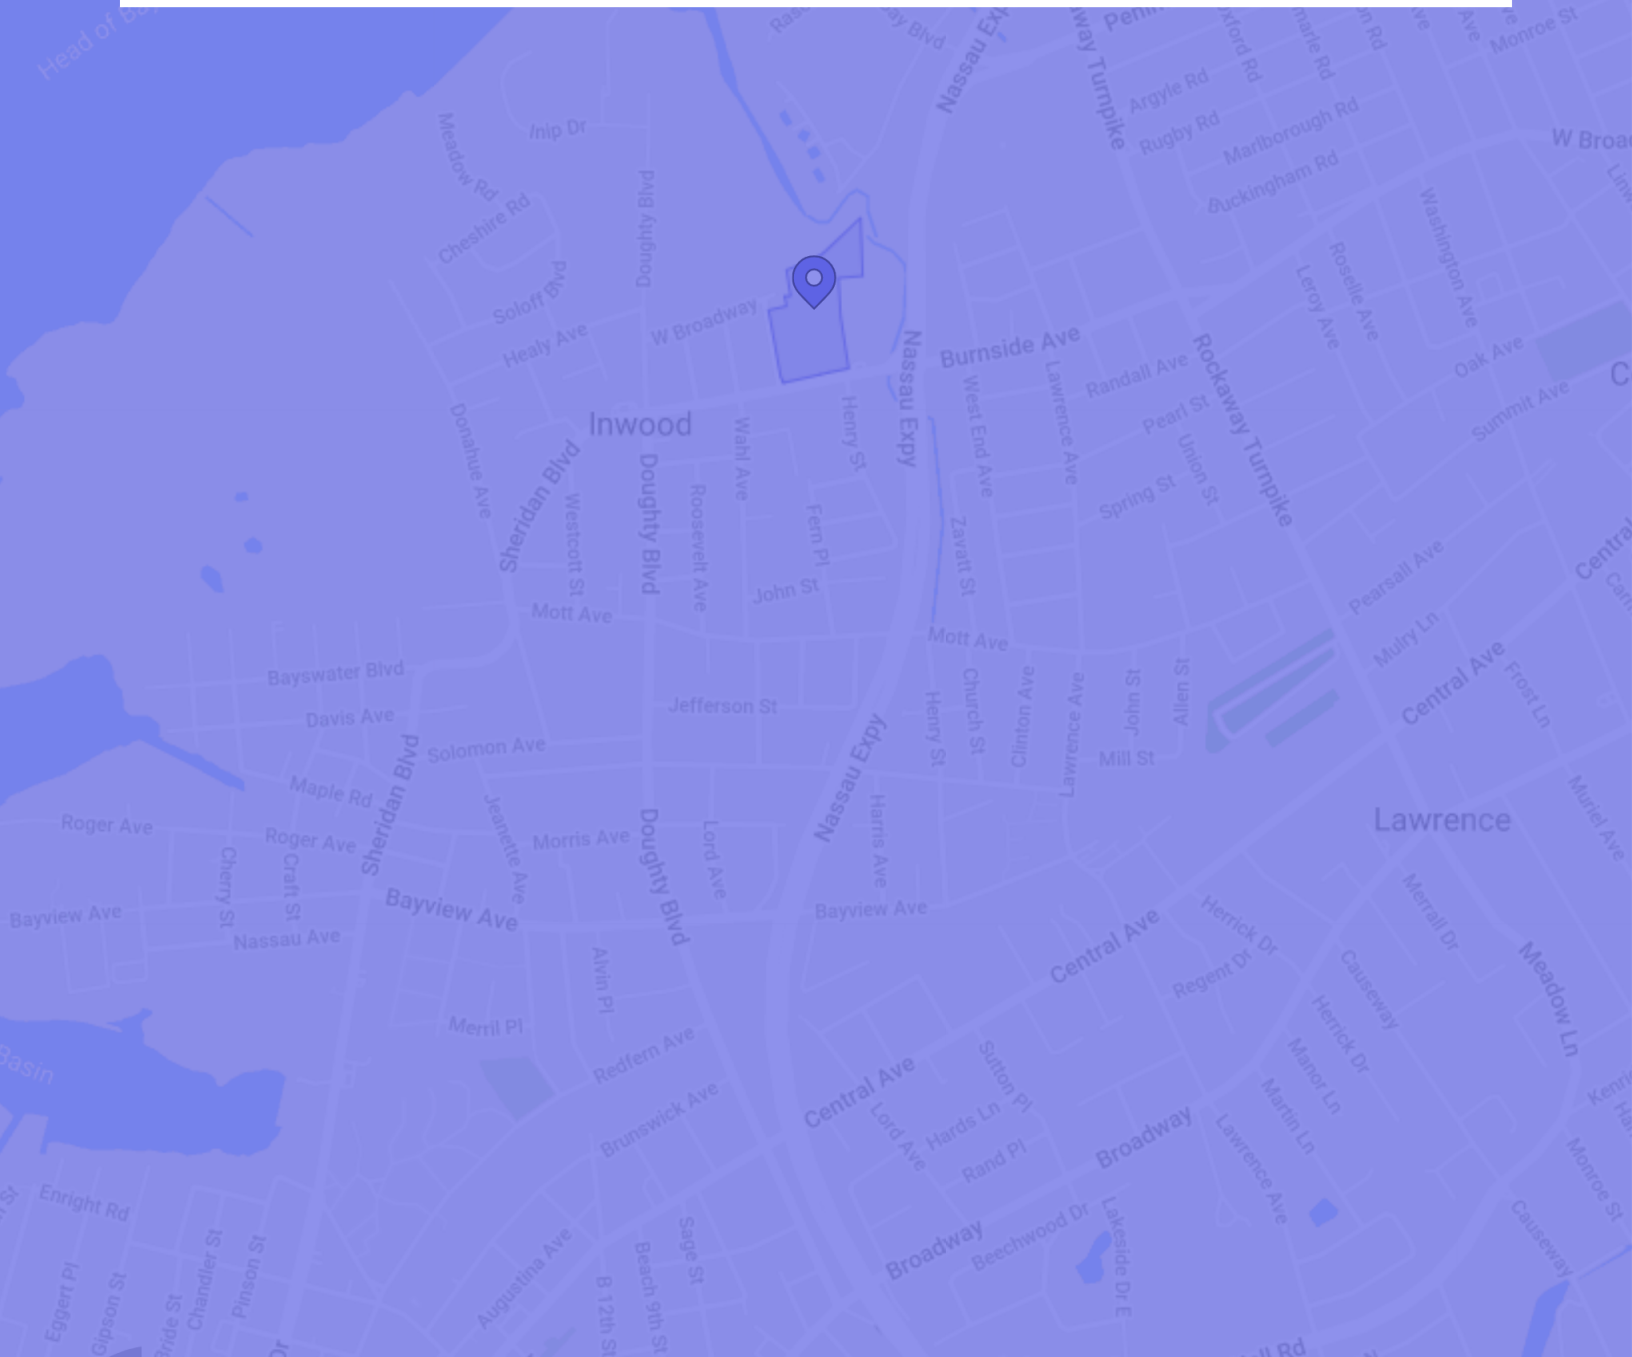 Head of Ba
Nassau Exp
Argyle Rd
Rugby Rd
Marlborough Rd
Monroe St
W Broa
Meadow Rd
Inip Dr
Cheshire Rd
Doughty Blvd
Soloff Blvd
Healy Ave
W Broadway
Buckingham Rd
Washington Ave
Roselle Ave
Leroy Ave
Burnside Ave
Nassau Expy
Randall Ave
Rockaway Turnpike
Oak Ave
Summit Ave
Pearl St
Inwood
Donahue Ave
Sheridan Blvd
Westcott St
Doughty Blvd
Roosevelt Ave
Wahl Ave
Fern Pl
Henry St
West End Ave
Lawrence Ave
Union St
Spring St
Zavatt St
John St
Mott Ave
Mott Ave
Pearsall Ave
Mulry Ln
Central
Central Ave
Frost Ln
Bayswater Blvd
Davis Ave
Solomon Ave
Jefferson St
Nassau Expy
Henry St
Church St
Clinton Ave
Lawrence Ave
John St
Allen St
Mill St
Maple Rd
Sheridan Blvd
Roger Ave
Roger Ave
Jeanette Ave
Morris Ave
Doughty Blvd
Lord Ave
Harris Ave
Lawrence
Muriel Ave
Cherry St
Craft St
Bayview Ave
Bayview Ave
Bayview Ave
Nassau Ave
Alvin Pl
Merril Pl
Central Ave
Herrick Dr
Regent Dr
Merrall Dr
Causeway
Meadow Ln
Herrick Dr
Manor Ln
Martin Ln
Basin
Redfern Ave
Brunswick Ave
Central Ave
Sutton Pl
Lord Ave
Hards Ln
Rand Pl
Broadway
Lawrence Ave
Monroe St
Causeway
Enright Rd
Eggert Pl
Gipson St
Chandler St
Pinson St
Augustina Ave
B 12th St
Beach 9th St
Sage St
Broadway
Beechwood Dr
Lakeside Dr E